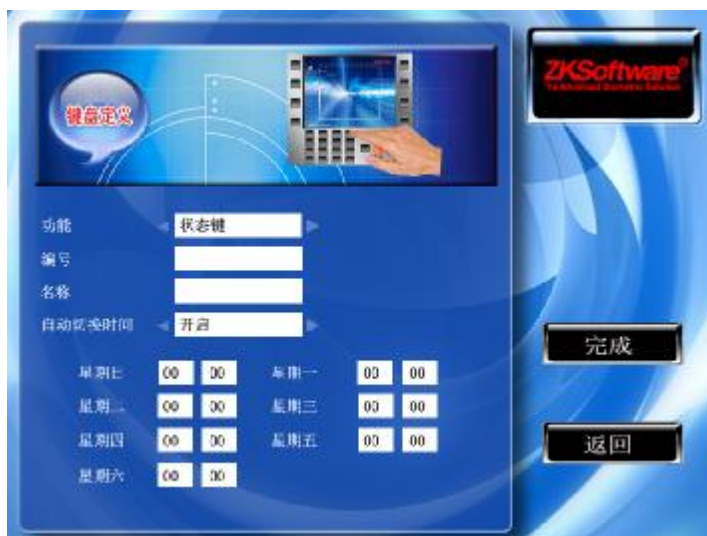 键盘定义
ZKSoftware®
功能 状态键
编号
名称
自动切换时间 开启
星期日 00 00 星期一 00 00
星期二 00 00 星期三 00 00
星期四 00 00 星期五 00 00
星期六 00 00
完成
返回